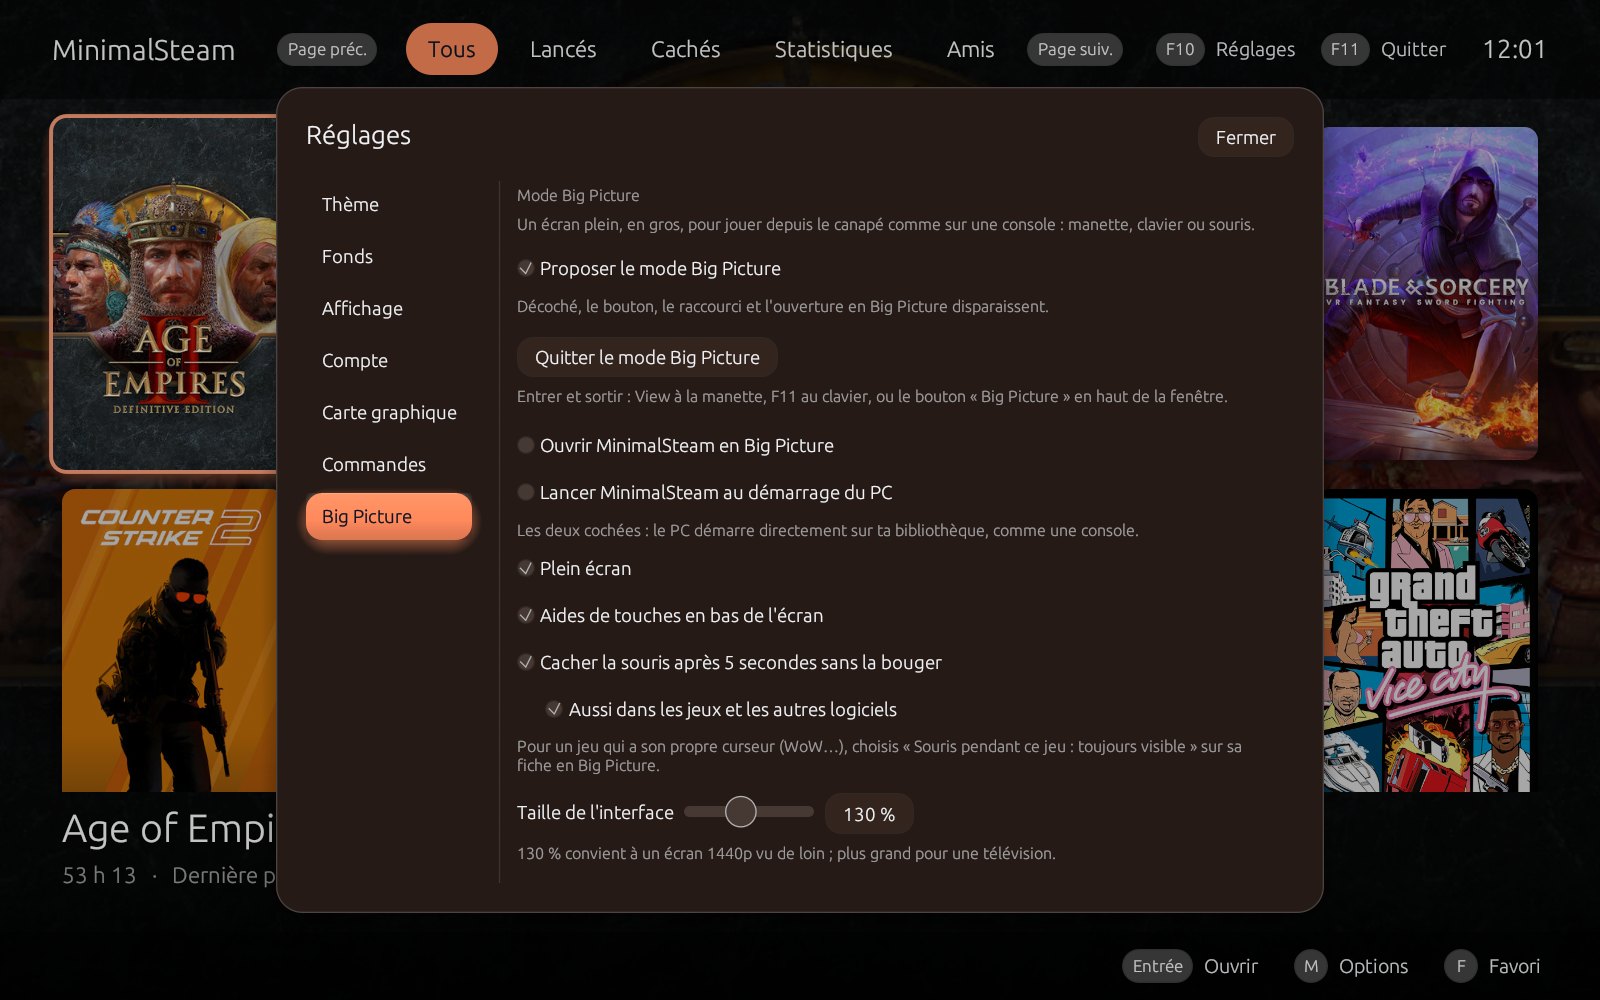 MinimalSteam
Page préc.
Tous
Lancés
Cachés
Statistiques
Amis
Page suiv.
F10 Réglages
F11 Quitter
12:01
Réglages
Fermer
Thème
Fonds
Affichage
Compte
Carte graphique
Commandes
Big Picture
Mode Big Picture
Un écran plein, en gros, pour jouer depuis le canapé comme sur une console : manette, clavier ou souris.
Proposer le mode Big Picture
Décoché, le bouton, le raccourci et l'ouverture en Big Picture disparaissent.
Quitter le mode Big Picture
Entrer et sortir : View à la manette, F11 au clavier, ou le bouton « Big Picture » en haut de la fenêtre.
Ouvrir MinimalSteam en Big Picture
Lancer MinimalSteam au démarrage du PC
Les deux cochées : le PC démarre directement sur ta bibliothèque, comme une console.
Plein écran
Aides de touches en bas de l'écran
Cacher la souris après 5 secondes sans la bouger
Aussi dans les jeux et les autres logiciels
Pour un jeu qui a son propre curseur (WoW…), choisis « Souris pendant ce jeu : toujours visible » sur sa
fiche en Big Picture.
Taille de l'interface
130 %
130 % convient à un écran 1440p vu de loin ; plus grand pour une télévision.
AGE
OF
EMPIRES
II
DEFINITIVE EDITION
BLADE & SORCERY
VR FANTASY SWORD FIGHTING
COUNTER
STRIKE 2
grand
theft
auto
vice city
Age of Empi
53 h 13 · Dernière p
Entrée Ouvrir
M Options
F Favori